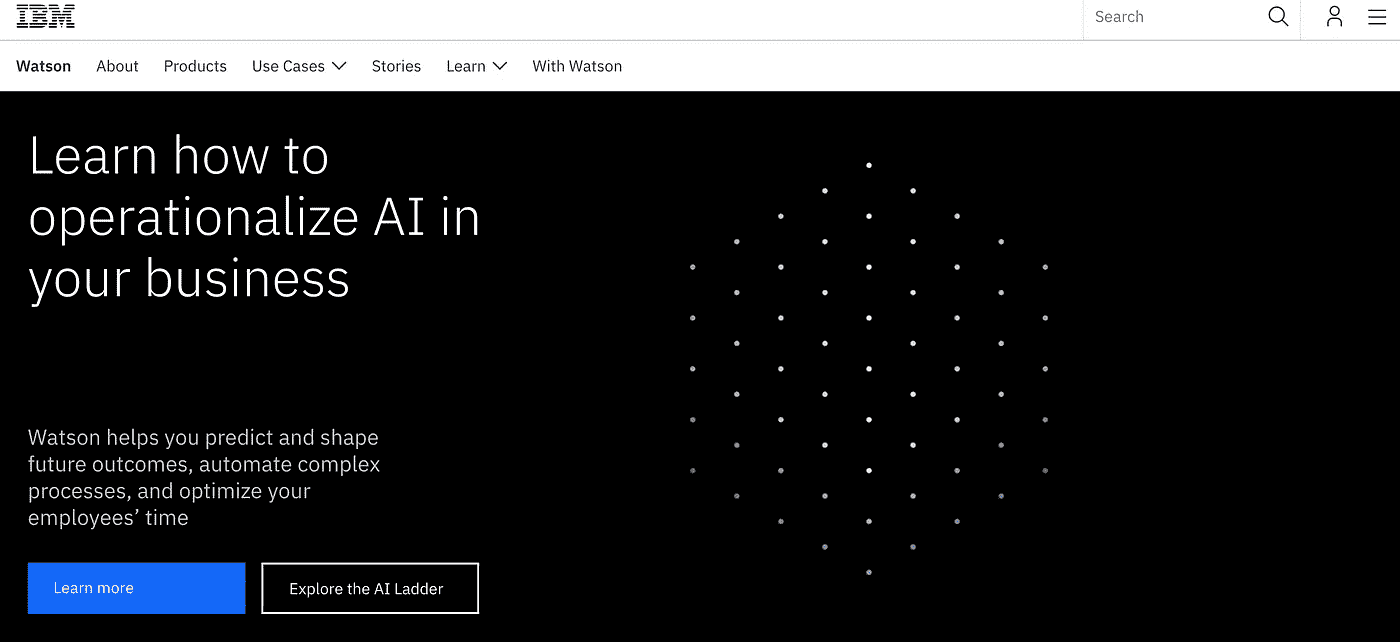 IBM
Search
Watson About Products Use Cases Stories Learn With Watson
Learn how to
operationalize AI in
your business
Watson helps you predict and shape
future outcomes, automate complex
processes, and optimize your
employees’ time
Learn more
Explore the AI Ladder